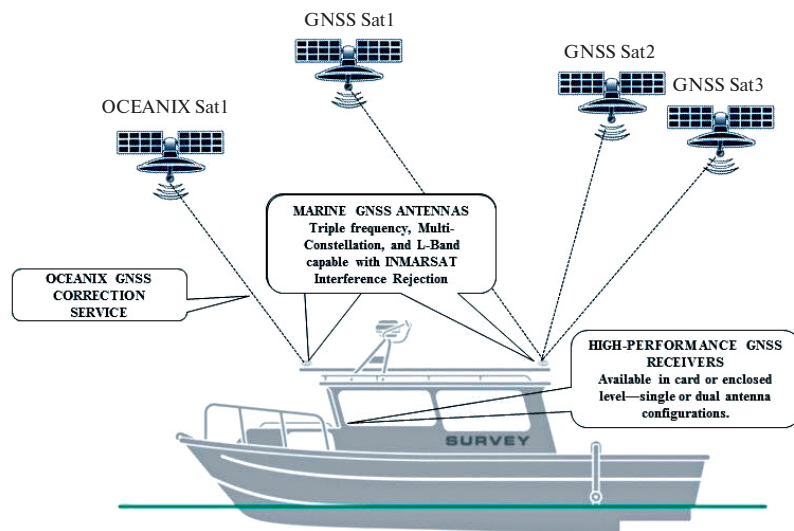 GNSS Sat1
GNSS Sat2
GNSS Sat3
OCEANIX Sat1
MARINE GNSS ANTENNAS
Triple frequency, Multi-
Constellation, and L-Band
capable with INMARSAT
Interference Rejection
OCEANIX GNSS
CORRECTION
SERVICE
HIGH-PERFORMANCE GNSS
RECEIVERS
Available in card or enclosed
level—single or dual antenna
configurations.
SURVEY